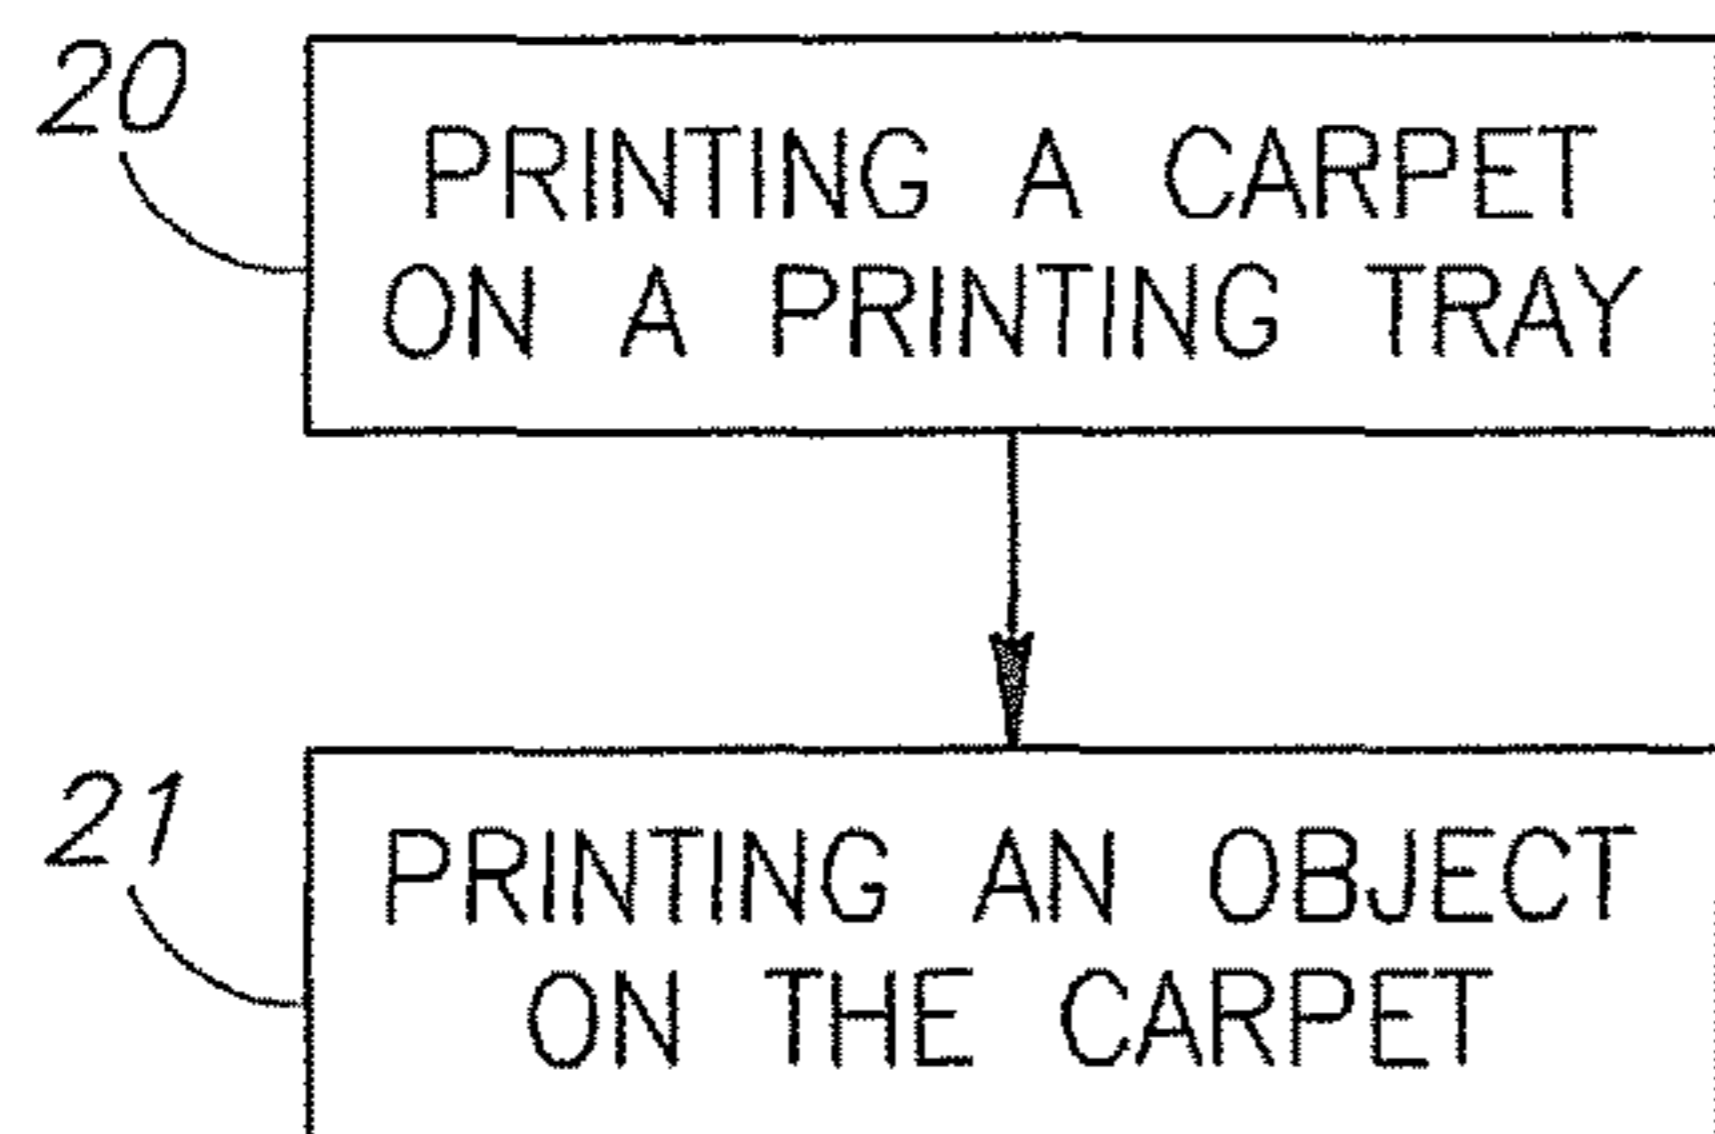 20
PRINTING A CARPET
ON A PRINTING TRAY
21
PRINTING AN OBJECT
ON THE CARPET